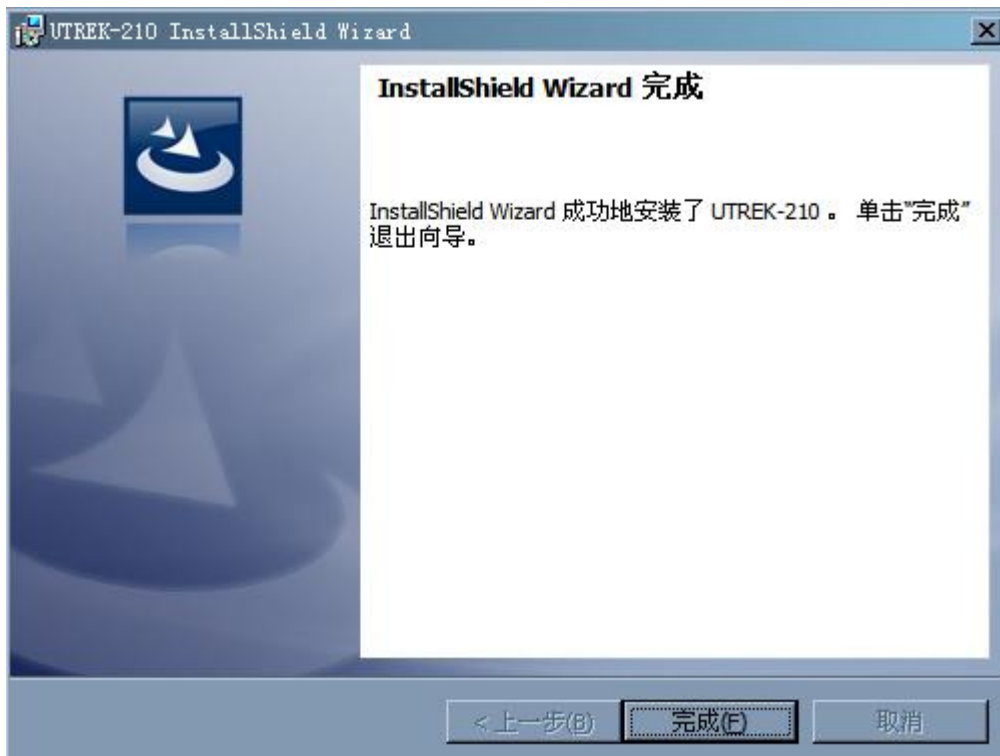 UTREK-210 InstallShield Wizard
InstallShield Wizard 完成
InstallShield Wizard 成功地安装了 UTREK-210 。 单击"完成"
退出向导。
<上一步(B)
完成(F)
取消